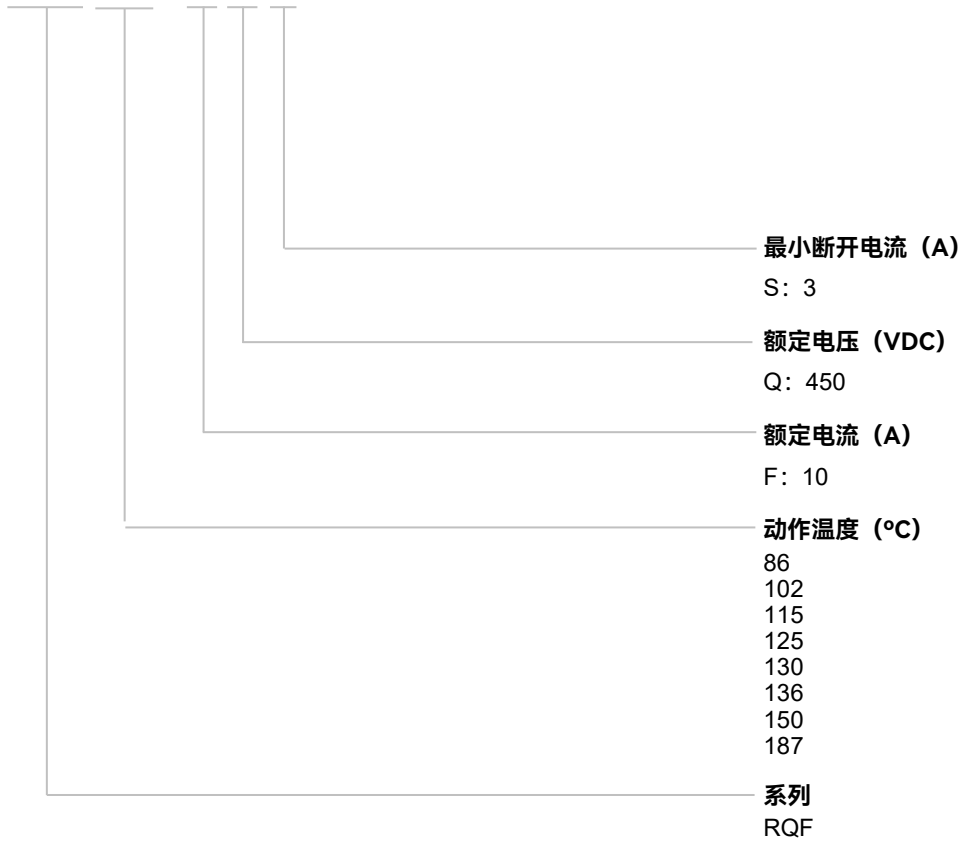 最小断开电流（A）
S：3
额定电压（VDC）
Q：450
额定电流（A）
F：10
动作温度（ºC）
86
102
115
125
130
136
150
187
系列
RQF